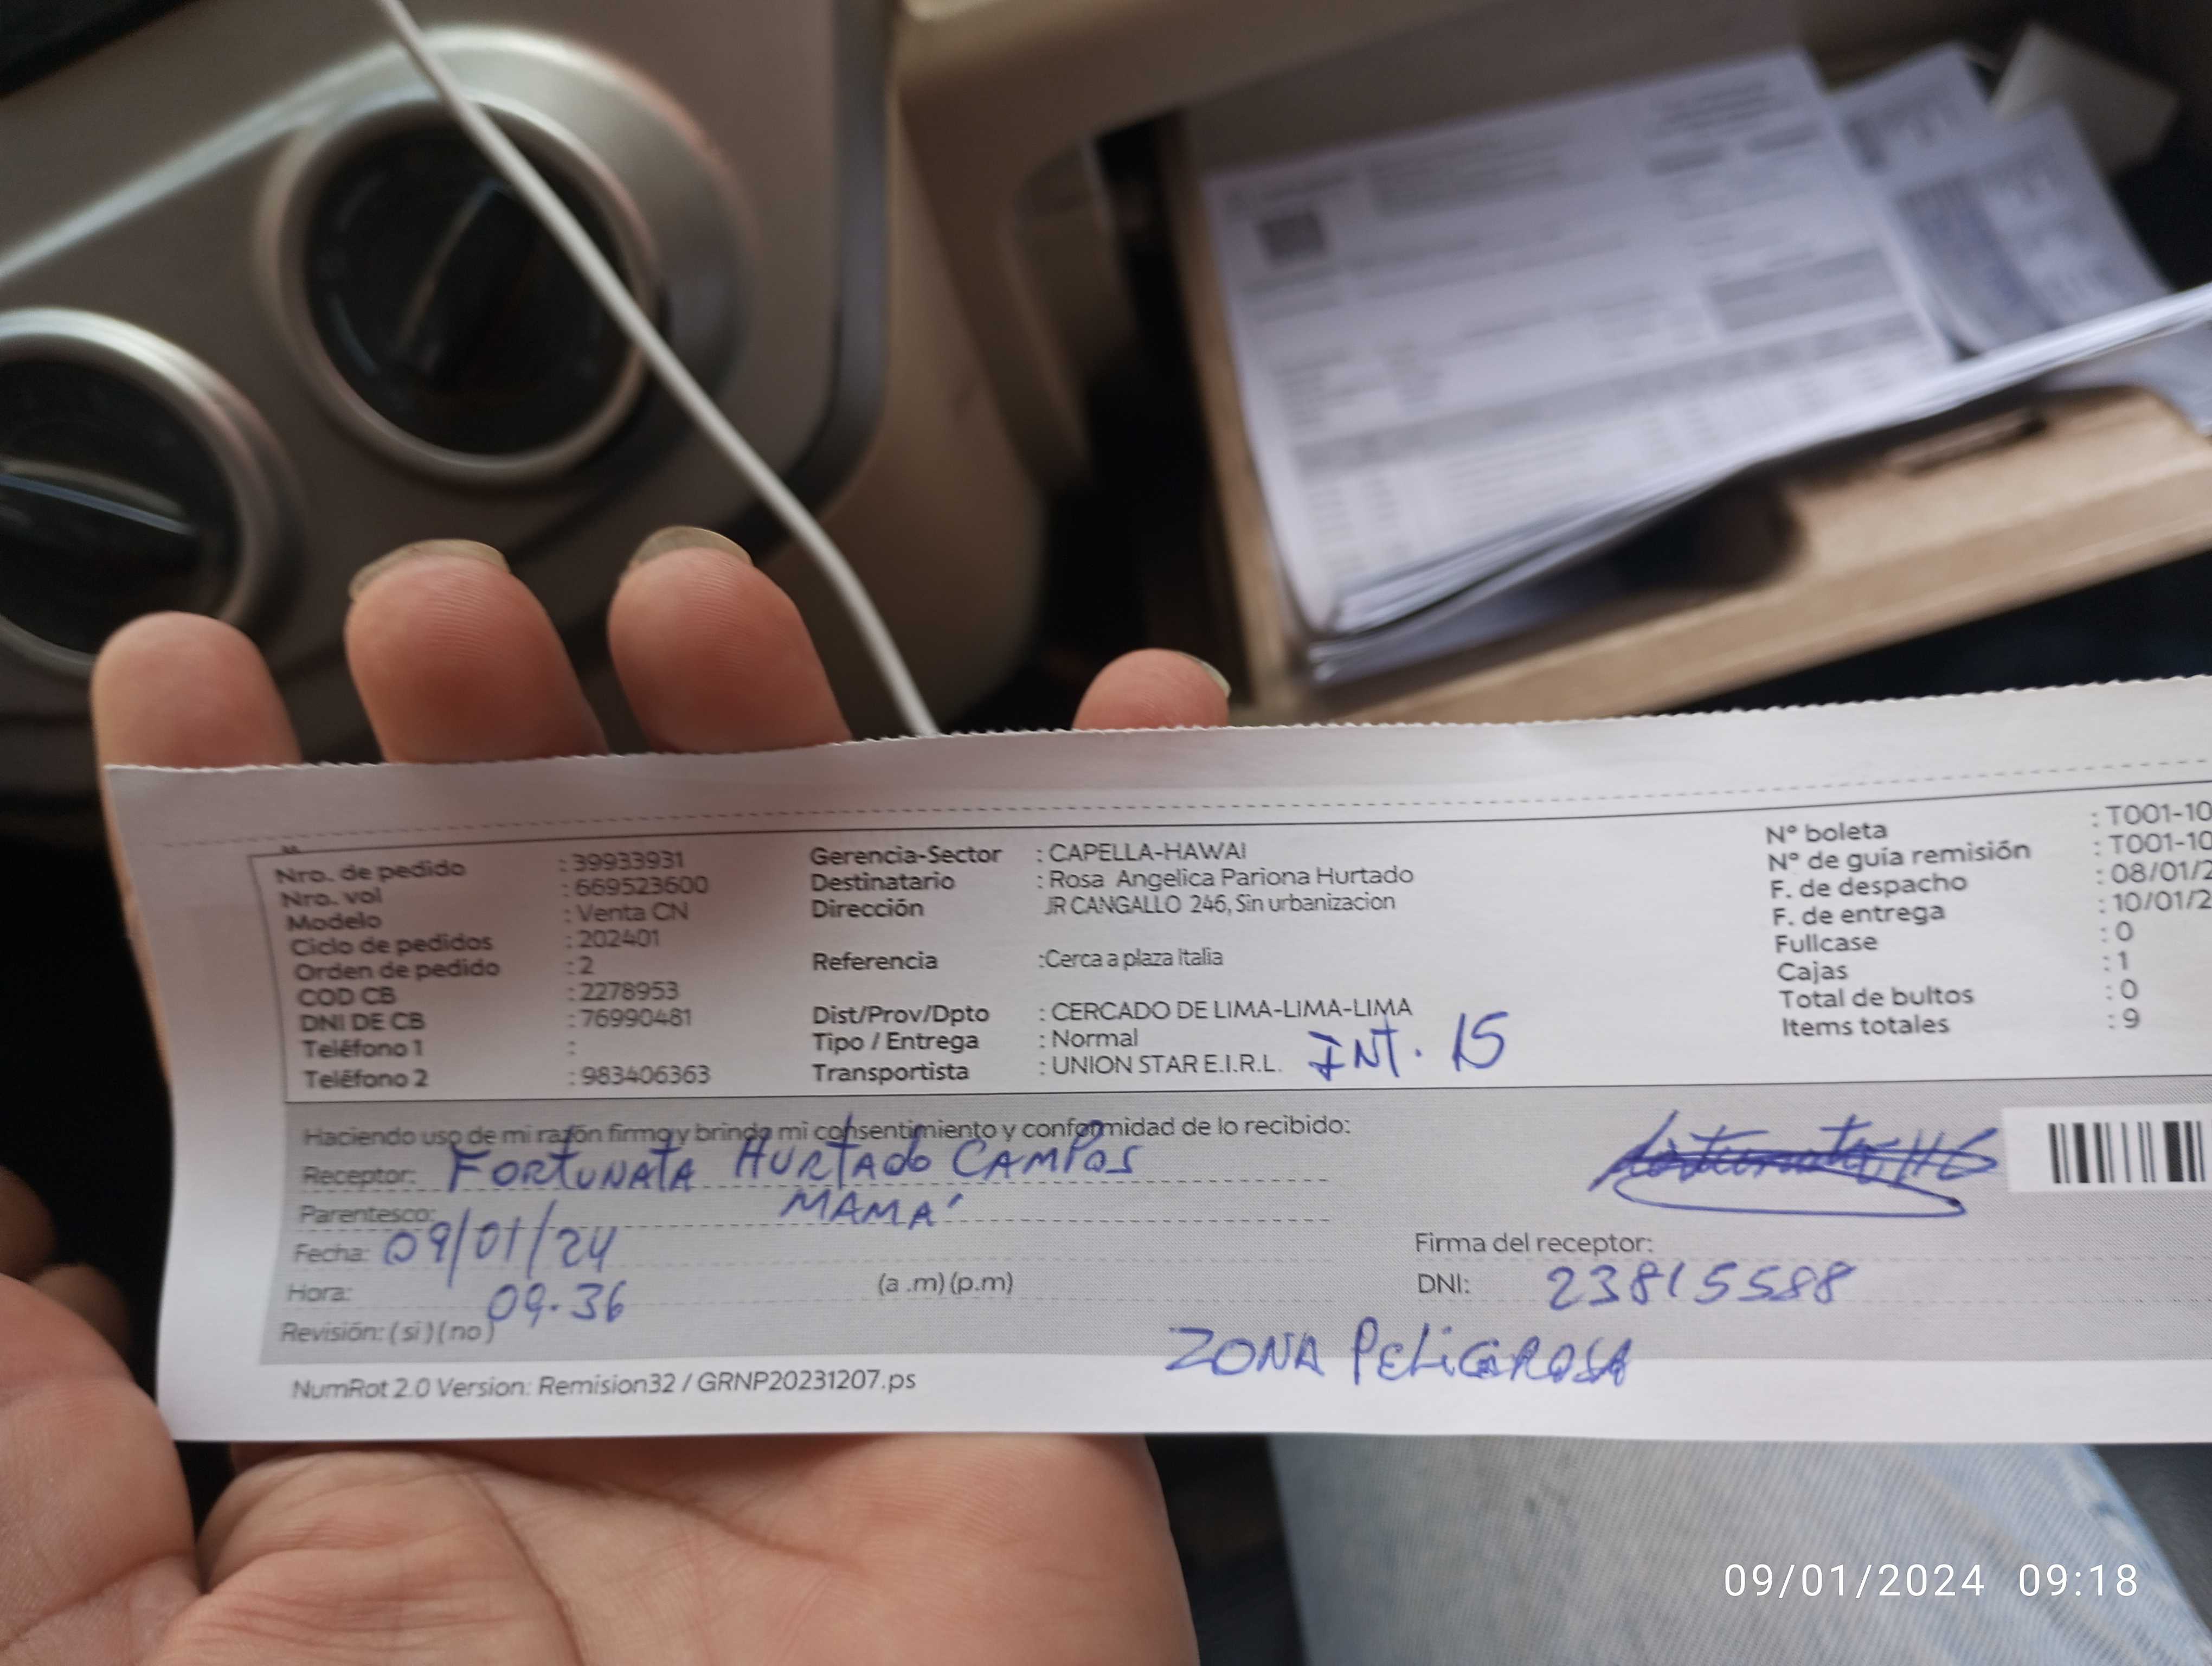 Nro. de pedido : 39933931
Nro. vol : 669523600
Modelo : Venta CN
Ciclo de pedidos : 202401
Orden de pedido : 2
COD CB : 2278953
DNI DE CB : 76990481
Teléfono 1 :
Teléfono 2 : 983406363
Gerencia-Sector : CAPELLA-HAWAI
Destinatario : Rosa Angelica Pariona Hurtado
Dirección JR CANGALLO 246, Sin urbanizacion
Referencia :Cerca a plaza Italia
Dist/Prov/Dpto : CERCADO DE LIMA-LIMA-LIMA
Tipo / Entrega : Normal
Transportista : UNION STAR E.I.R.L. INT. 15
N° boleta : T001-10
N° de guía remisión : T001-10
F. de despacho : 08/01/2
F. de entrega : 10/01/2
Fullcase : 0
Cajas : 1
Total de bultos : 0
Items totales : 9
Haciendo uso de mi razón firmo y brindo mi consentimiento y conformidad de lo recibido:
Receptor: FORTUNATA HURTADO CAMPOS
Parentesco: MAMA
Fecha: 09/01/24
Hora: 09.36 (a .m) (p.m)
Revisión: ( si ) ( no )
Firma del receptor:
DNI: 23815588
ZONA PELIGROSA
NumRot 2.0 Version: Remision32 / GRNP20231207.ps
09/01/2024 09:18